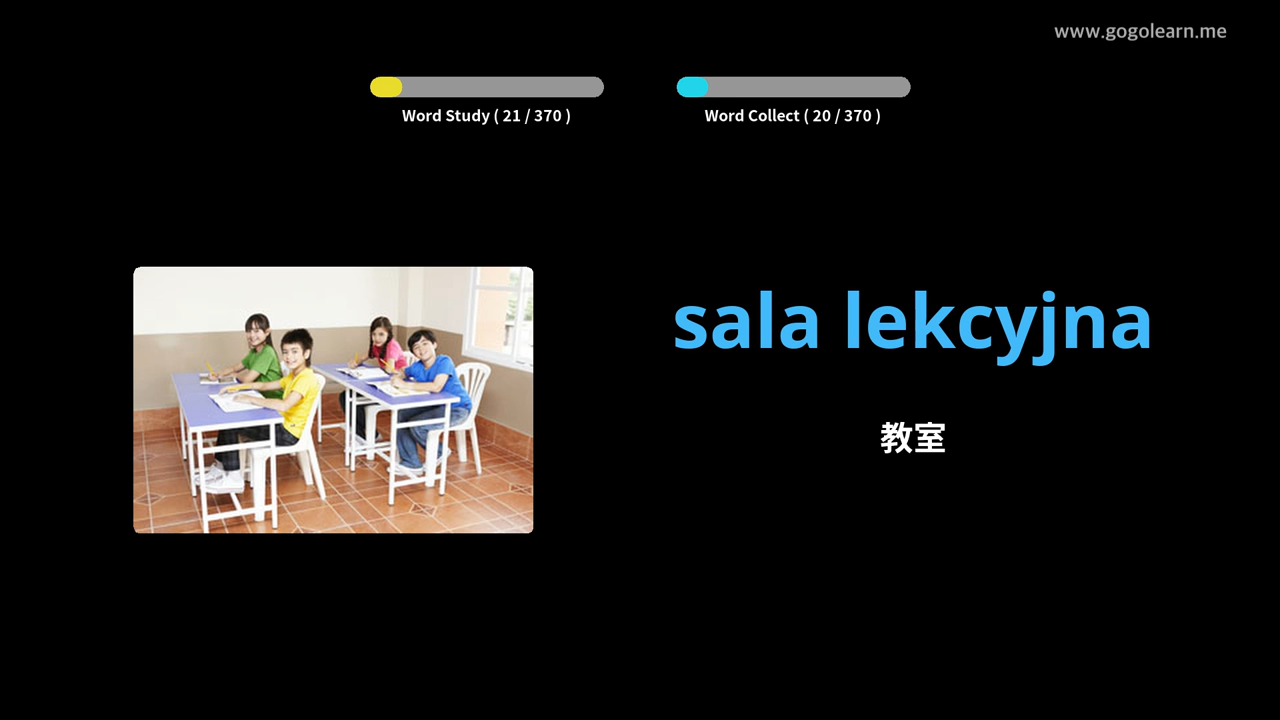 www.gogolearn.me
Word Study ( 21 / 370 )
Word Collect ( 20 / 370 )
sala lekcyjna
教室